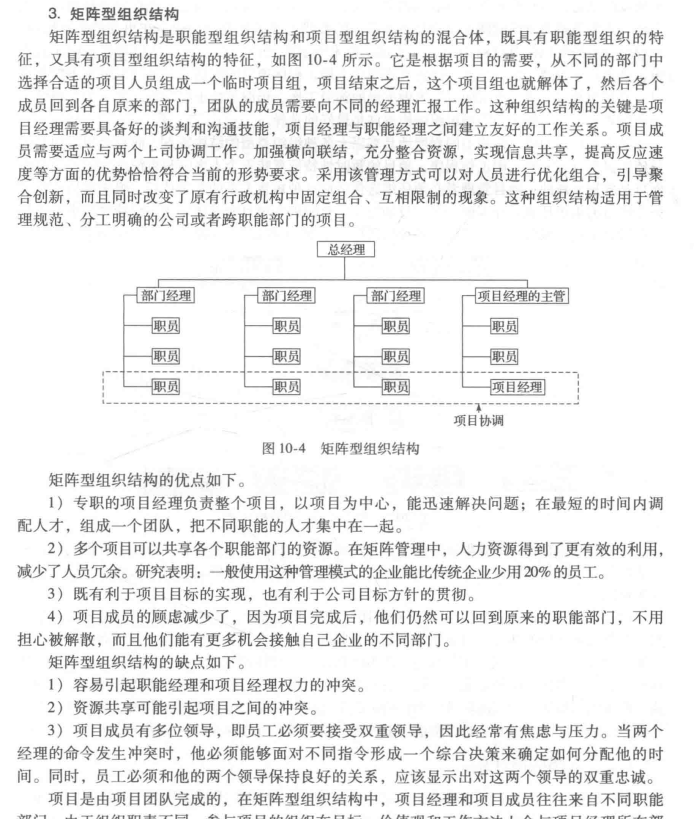 3. 矩阵型组织结构
矩阵型组织结构是职能型组织结构和项目型组织结构的混合体，既具有职能型组织的特
征，又具有项目型组织结构的特征，如图 10-4 所示。它是根据项目的需要，从不同的部门中
选择合适的项目人员组成一个临时项目组，项目结束之后，这个项目组也就解体了，然后各个
成员回到各自原来的部门，团队的成员需要向不同的经理汇报工作。这种组织结构的关键是项
目经理需要具备好的谈判和沟通技能，项目经理与职能经理之间建立友好的工作关系。项目成
员需要适应与两个上司协调工作。加强横向联结，充分整合资源，实现信息共享，提高反应速
度等方面的优势恰恰符合当前的形势要求。采用该管理方式可以对人员进行优化组合，引导聚
合创新，而且同时改变了原有行政机构中固定组合、互相限制的现象。这种组织结构适用于管
理规范、分工明确的公司或者跨职能部门的项目。
总经理
部门经理 部门经理 部门经理 项目经理的主管
职员 职员 职员 职员
职员 职员 职员 职员
职员 职员 职员 项目经理
项目协调
图 10-4 矩阵型组织结构
矩阵型组织结构的优点如下。
1）专职的项目经理负责整个项目，以项目为中心，能迅速解决问题；在最短的时间内调
配人才，组成一个团队，把不同职能的人才集中在一起。
2）多个项目可以共享各个职能部门的资源。在矩阵管理中，人力资源得到了更有效的利用，
减少了人员冗余。研究表明：一般使用这种管理模式的企业能比传统企业少用 20% 的员工。
3）既有利于项目目标的实现，也有利于公司目标方针的贯彻。
4）项目成员的顾虑减少了，因为项目完成后，他们仍然可以回到原来的职能部门，不用
担心被解散，而且他们能有更多机会接触自己企业的不同部门。
矩阵型组织结构的缺点如下。
1）容易引起职能经理和项目经理权力的冲突。
2）资源共享可能引起项目之间的冲突。
3）项目成员有多位领导，即员工必须要接受双重领导，因此经常有焦虑与压力。当两个
经理的命令发生冲突时，他必须能够面对不同指令形成一个综合决策来确定如何分配他的时
间。同时，员工必须和他的两个领导保持良好的关系，应该显示出对这两个领导的双重忠诚。
项目是由项目团队完成的，在矩阵型组织结构中，项目经理和项目成员往往来自不同职能